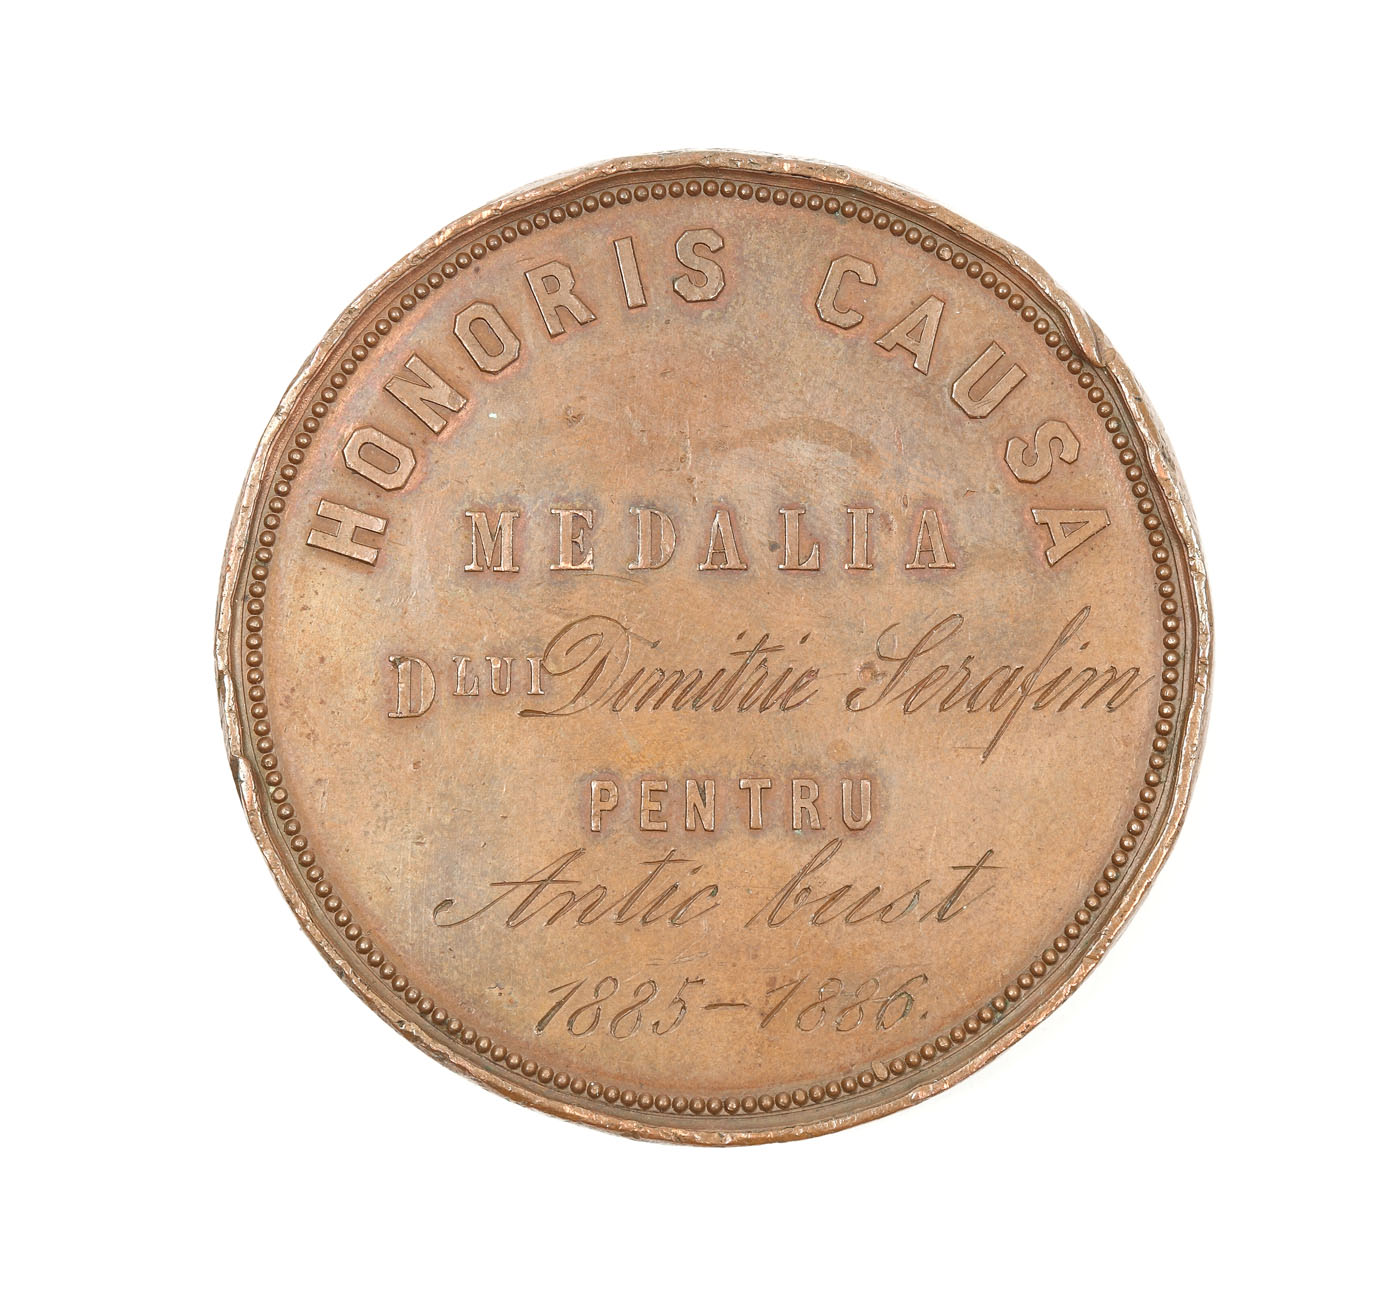 HONORIS CAUSA
MEDALIA
DLUI Dimitrie Serafim
PENTRU
Antic bust
1885-1886.